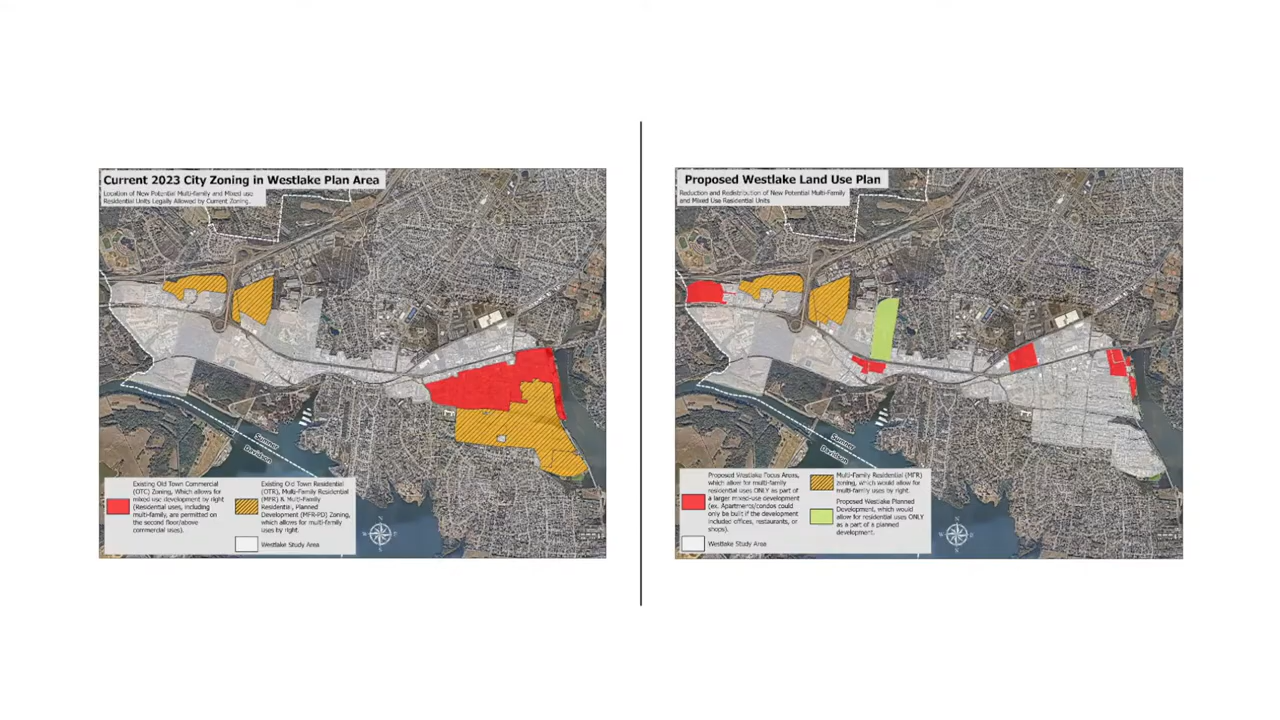 Current 2023 City Zoning in Westlake Plan Area
Location of New Potential Multi-family and Mixed use
Residential Units Legally Allowed by Current Zoning.
Sumner
Davidson
Existing Old Town Commercial
(OTC) Zoning, Which allows for
mixed use development by right
(Residential uses, including
multi-family, are permitted on
the second floor/above
commercial uses).
Existing Old Town Residential
(OTR), Multi-Family Residential
(MFR) & Multi-Family
Residential, Planned
Development (MFR-PD) Zoning,
which allows for multi-family
uses by right.
Westlake Study Area
Proposed Westlake Land Use Plan
Reduction and Redistribution of New Potential Multi-Family
and Mixed Use Residential Units
Sumner
Davidson
Proposed Westlake Focus Areas,
which allow for multi-family
residential uses ONLY as part of
a larger mixed-use development
(ex. Apartments/condos could
only be built if the development
included offices, restaurants, or
shops).
Westlake Study Area
Multi-Family Residential (MFR)
zoning, which would allow for
multi-family uses by right.
Proposed Westlake Planned
Development, which would
allow for residential uses ONLY
as a part of a planned
development.